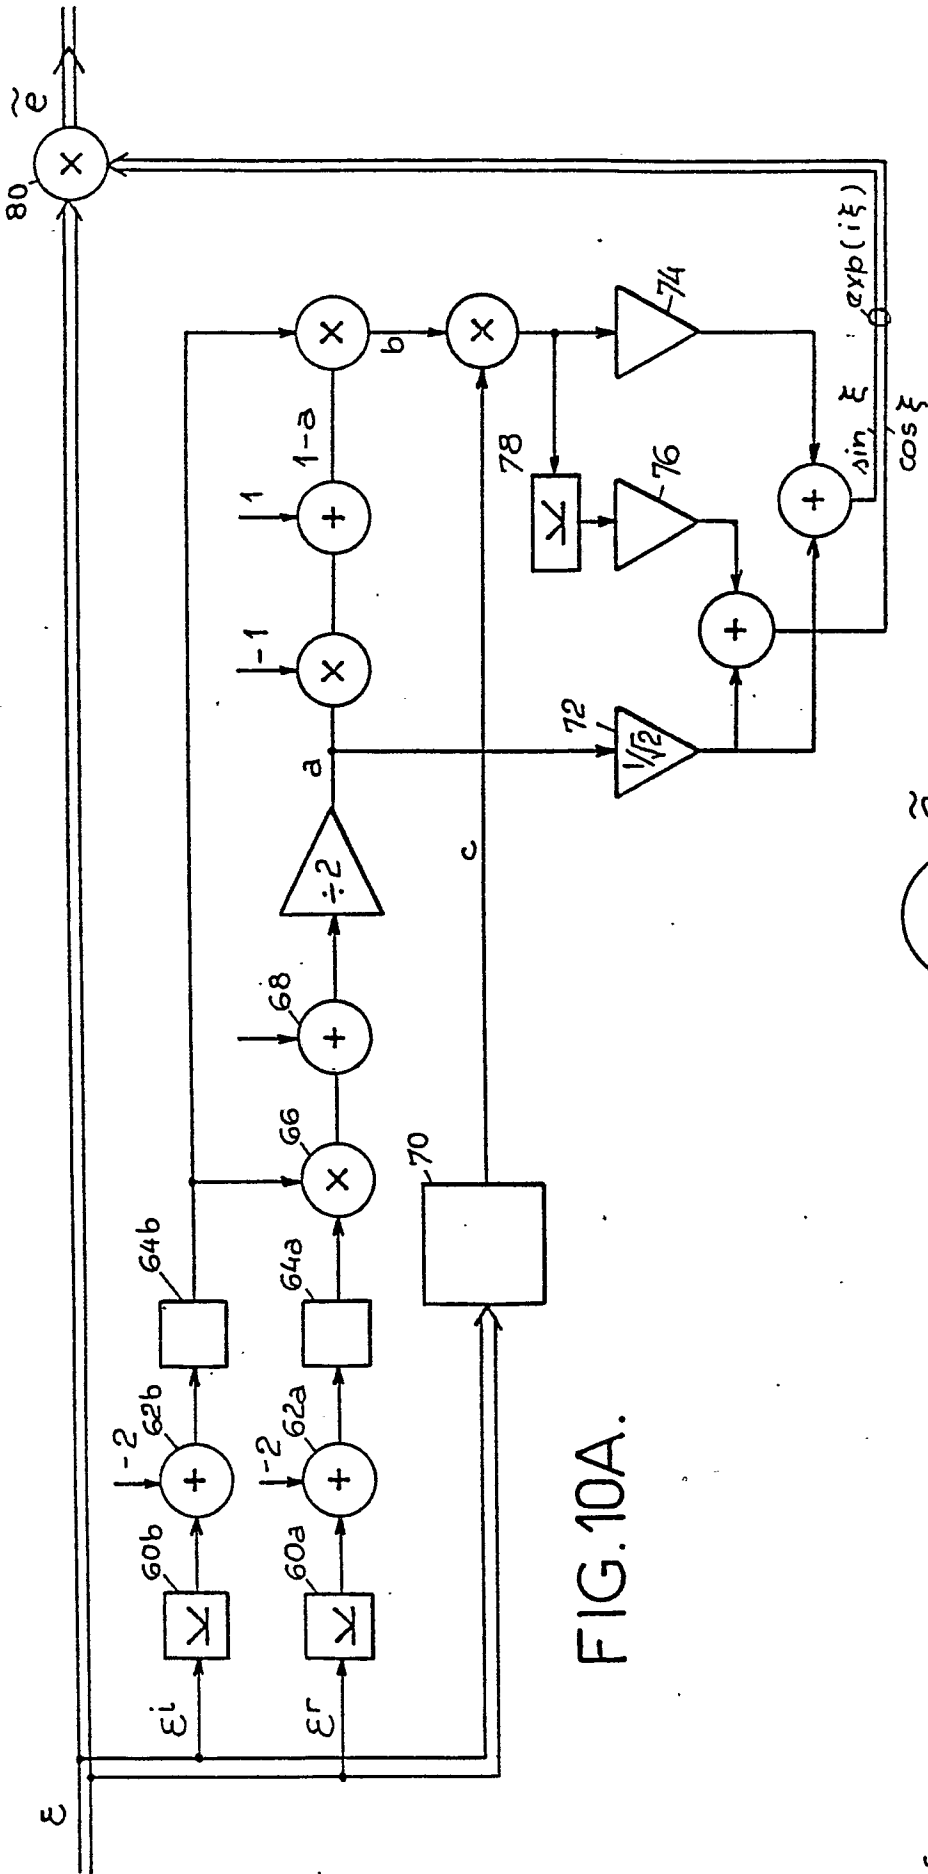 ε
εi
εr
60b
60a
-2
62b
-2
62a
+
+
64b
64a
66
×
68
+
70
÷2
a
c
-1
×
1
+
1-a
×
b
×
72
1/√2
78
76
74
+
+
sin ξ
cos ξ
exp(iξ)
80
×
ẽ
FIG.10A.